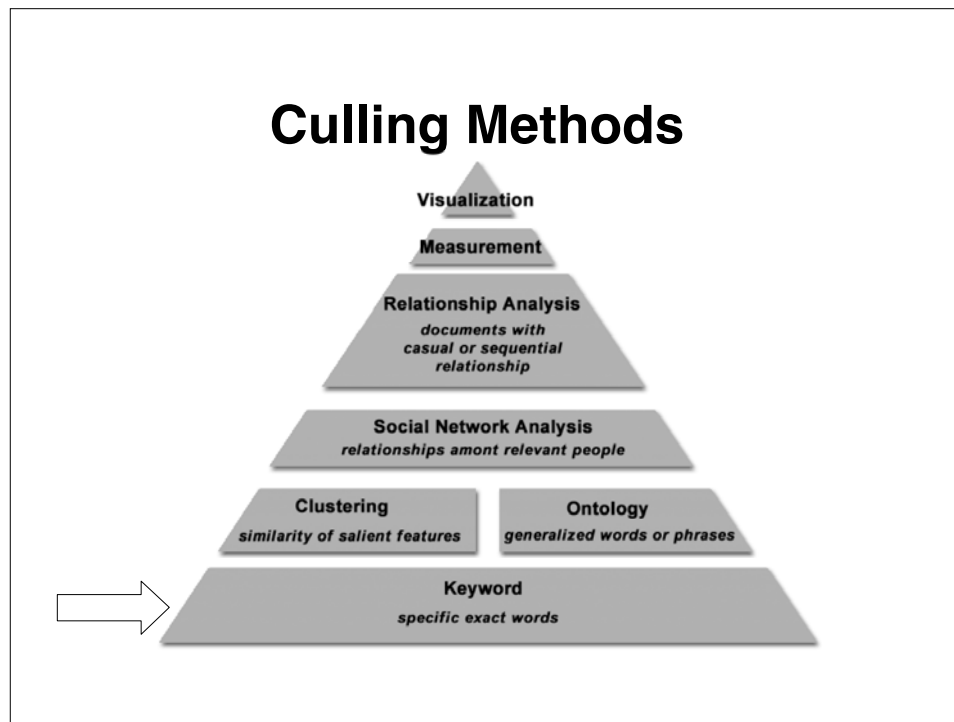 Culling Methods
Visualization
Measurement
Relationship Analysis
documents with
casual or sequential
relationship
Social Network Analysis
relationships amont relevant people
Clustering
similarity of salient features
Ontology
generalized words or phrases
Keyword
specific exact words